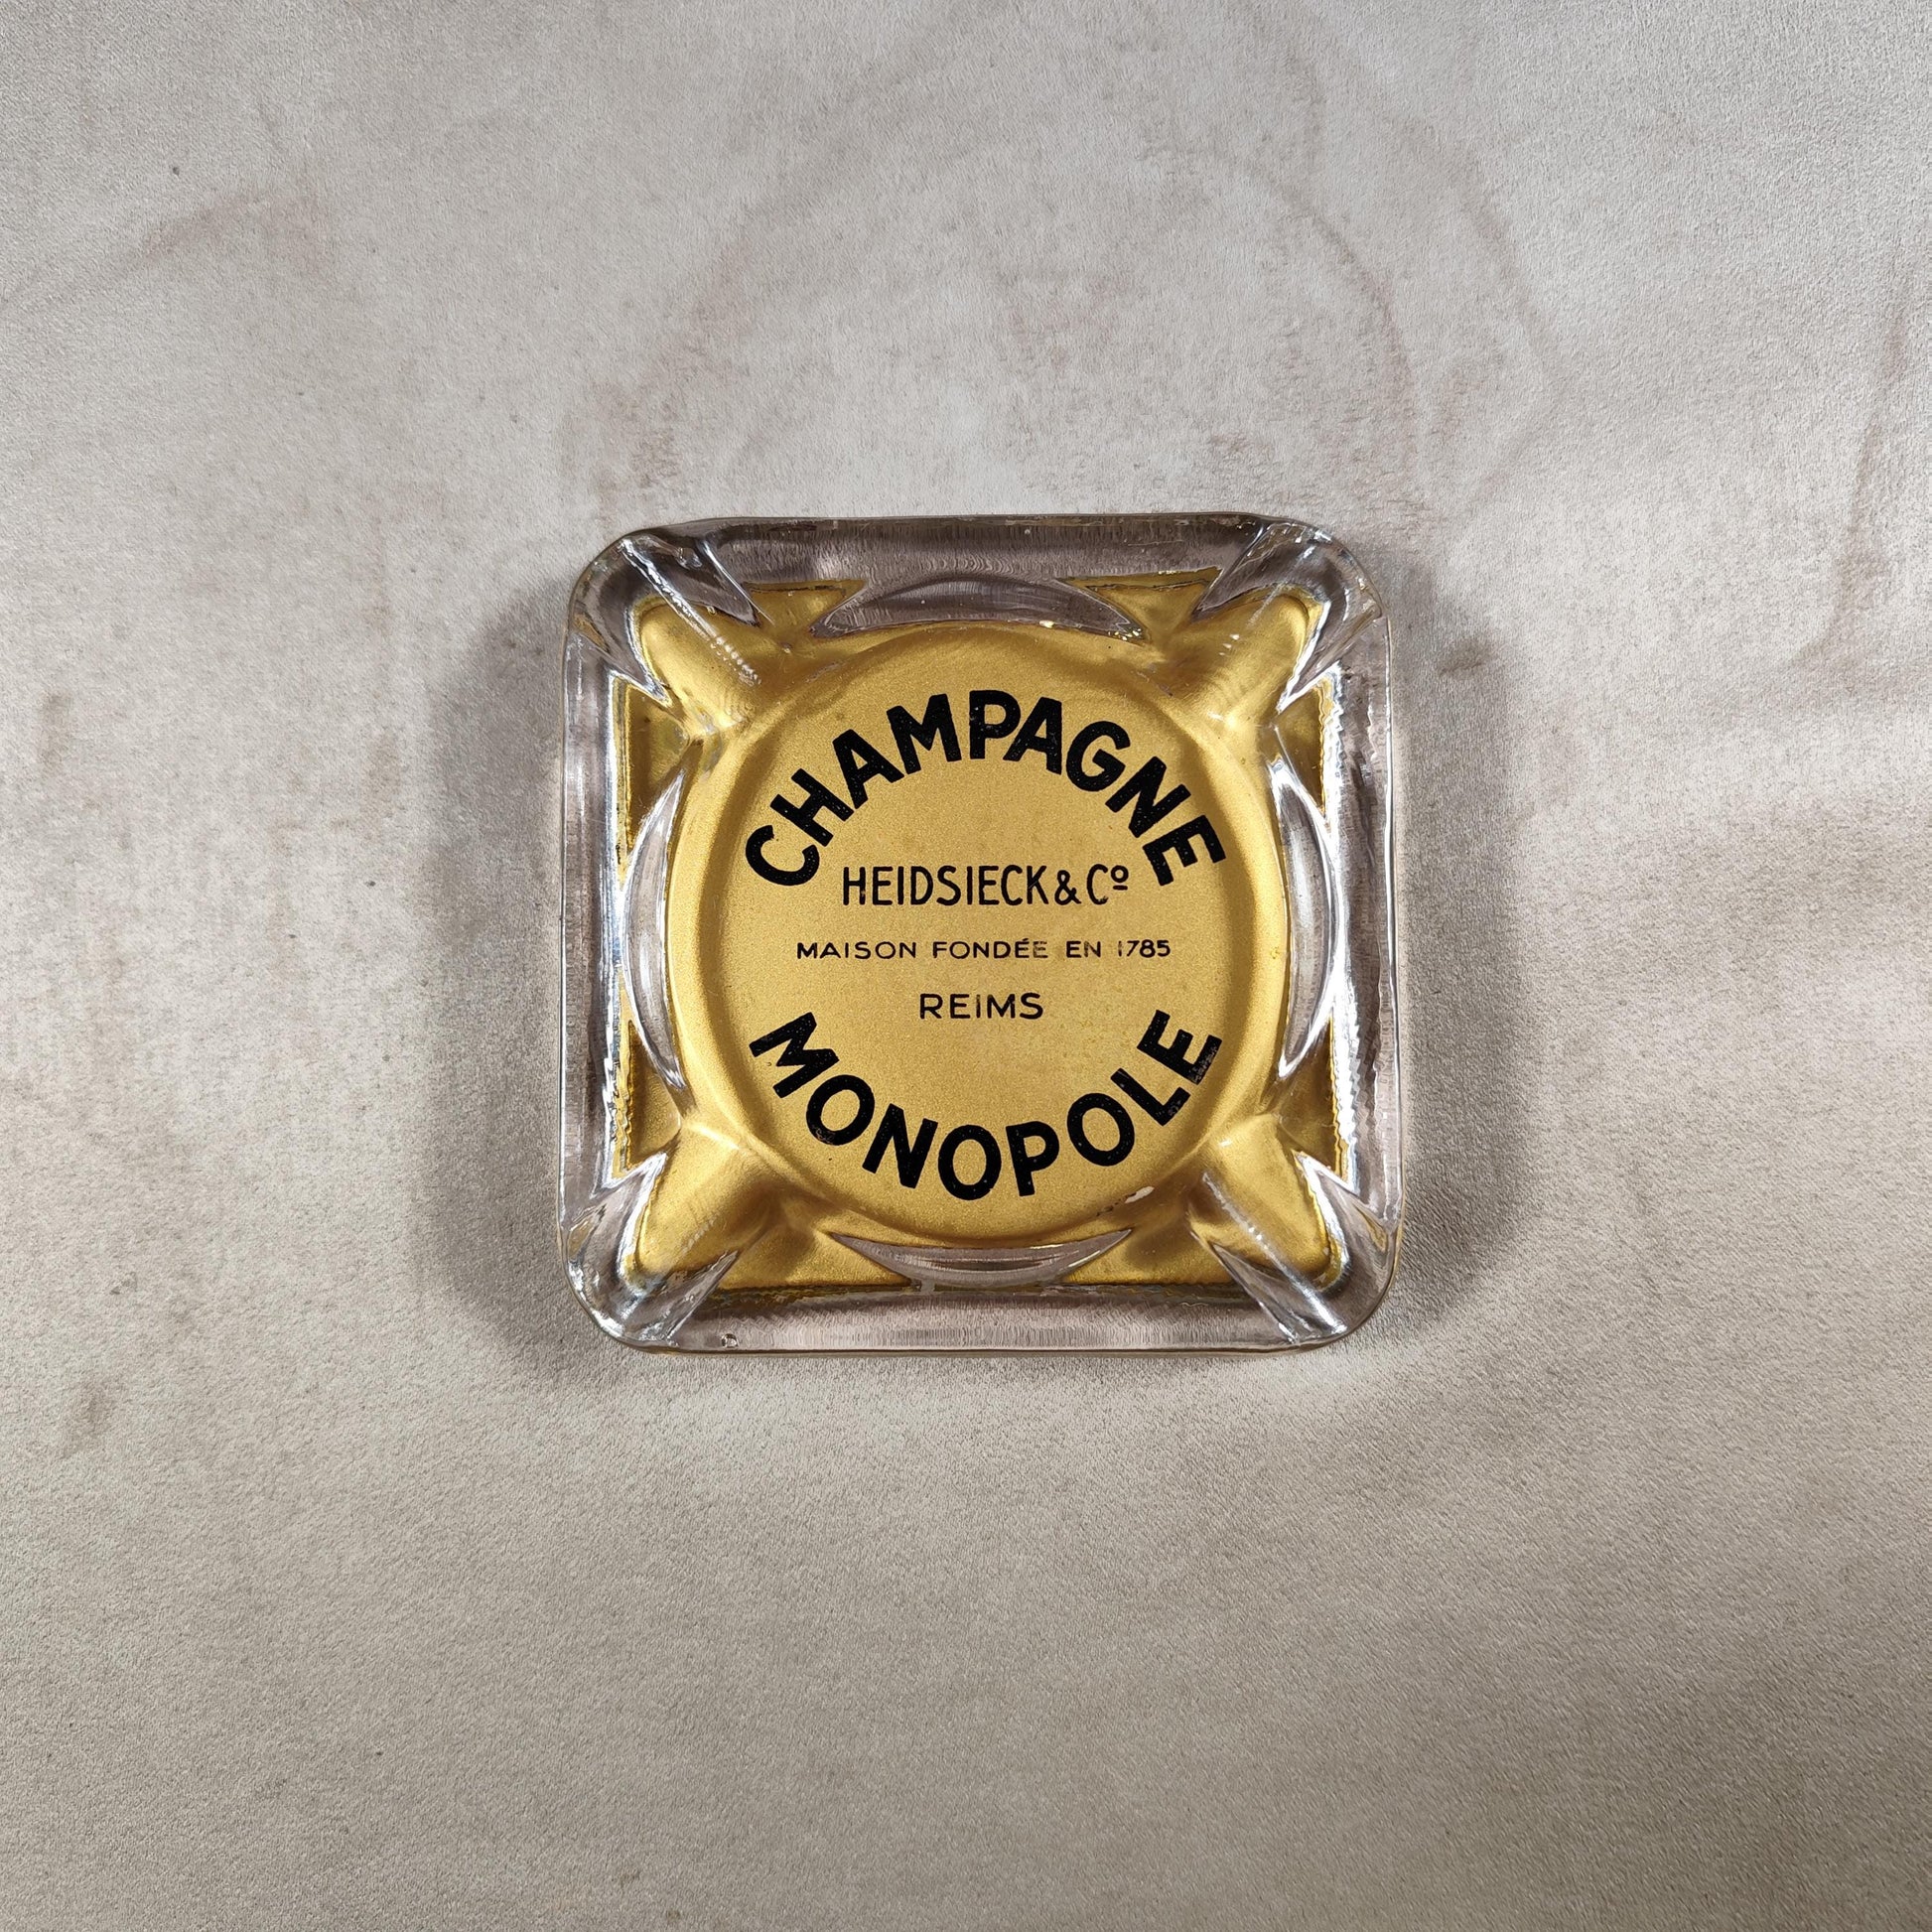 CHAMPAGNE
HEIDSIECK & Cº
MAISON FONDÉE EN 1785
REIMS
MONOPOLE